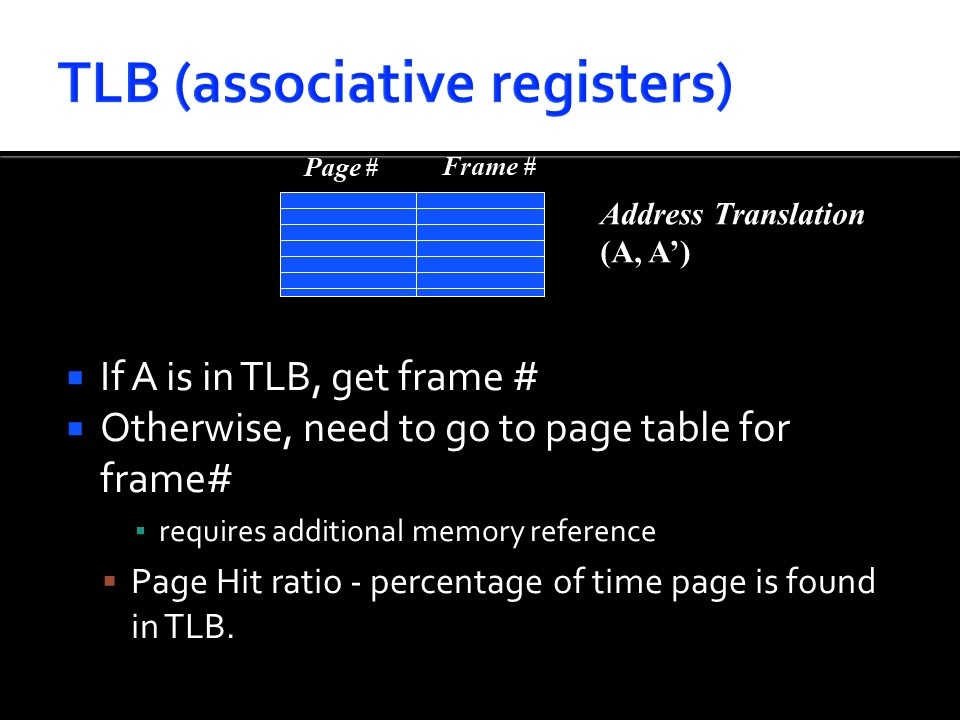 TLB (associative registers)
Page #
Frame #
Address Translation
(A, A’)
If A is in TLB, get frame #
Otherwise, need to go to page table for
frame#
requires additional memory reference
Page Hit ratio - percentage of time page is found
in TLB.